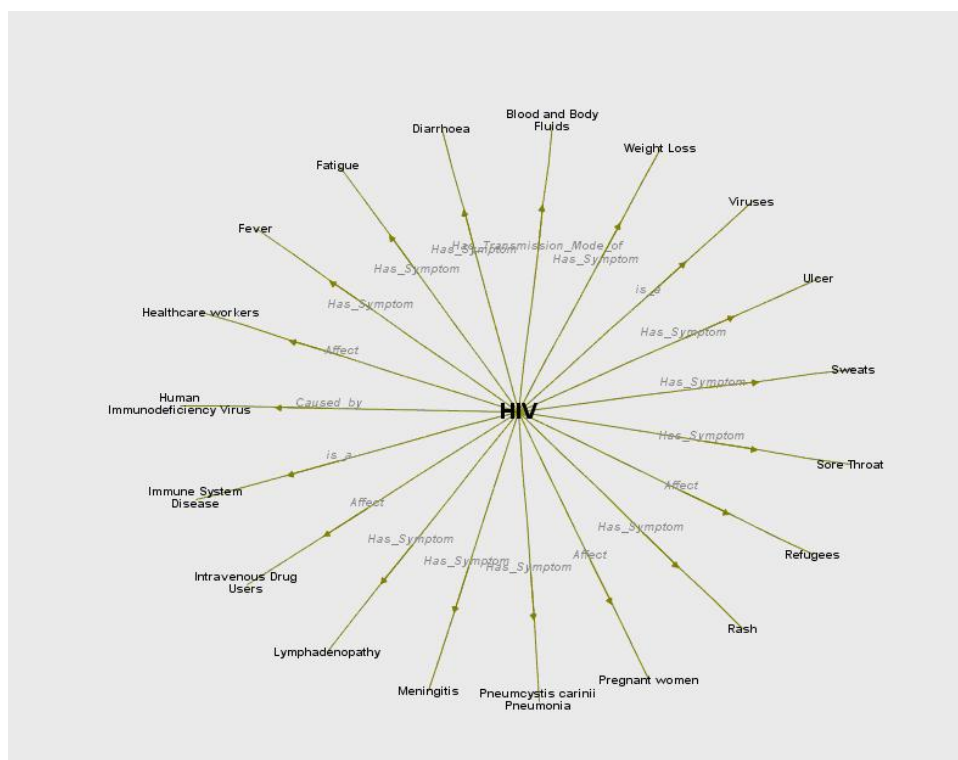 Blood and Body
Fluids
Diarrhoea
Weight Loss
Fatigue
Viruses
Fever
Has_Transmission_Mode_of
Has_Symptom
Has_Symptom
Has_Symptom
Ulcer
is_a
Has_Symptom
Healthcare workers
Has_Symptom
Affect
Sweats
Has_Symptom
Human
Immunodeficiency Virus
Caused_by
HIV
Has_Symptom
is_a
Sore Throat
Immune System
Disease
Affect
Affect
Has_Symptom
Has_Symptom
Affect
Refugees
Has_Symptom
Has_Symptom
Intravenous Drug
Users
Rash
Lymphadenopathy
Pregnant women
Meningitis
Pneumcystis carinii
Pneumonia